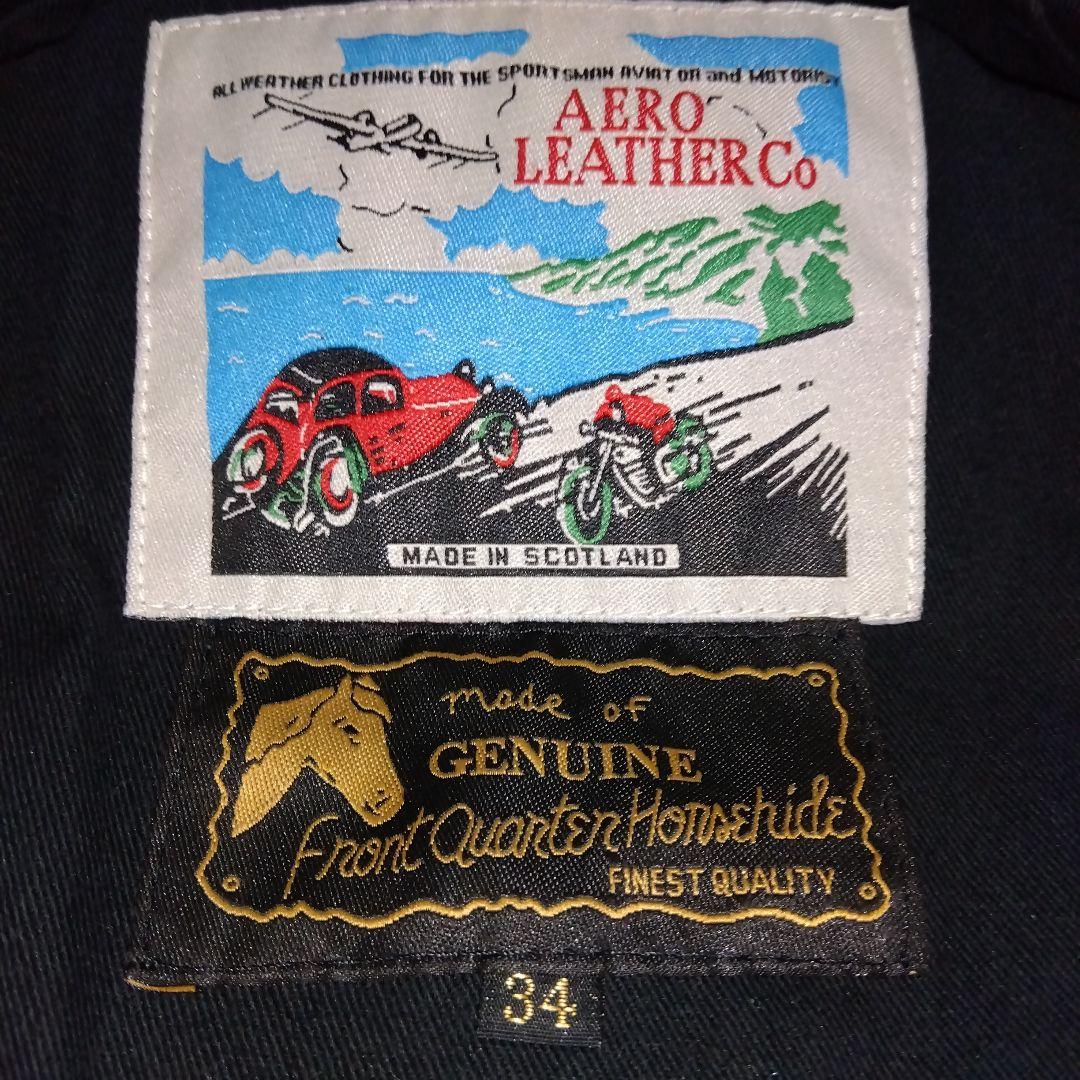 ALL WEATHER CLOTHING FOR THE SPORTSMAN AVIATOR and MOTORIST
AERO
LEATHER Co
MADE IN SCOTLAND
made of
GENUINE
Front Quarter Horsehide
FINEST QUALITY
34